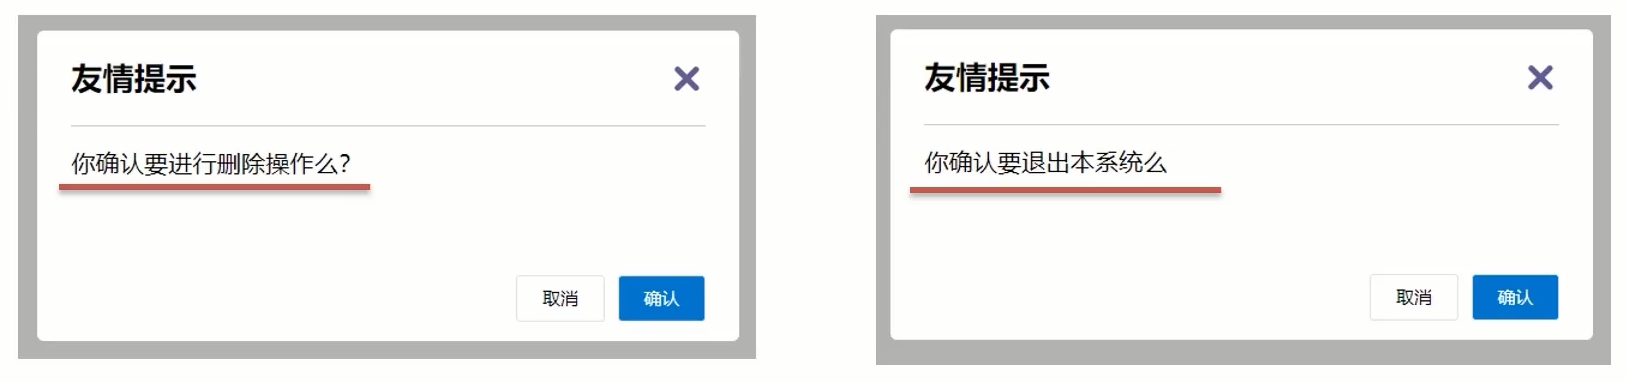 友情提示
你确认要进行删除操作么?
取消
确认
友情提示
你确认要退出本系统么
取消
确认